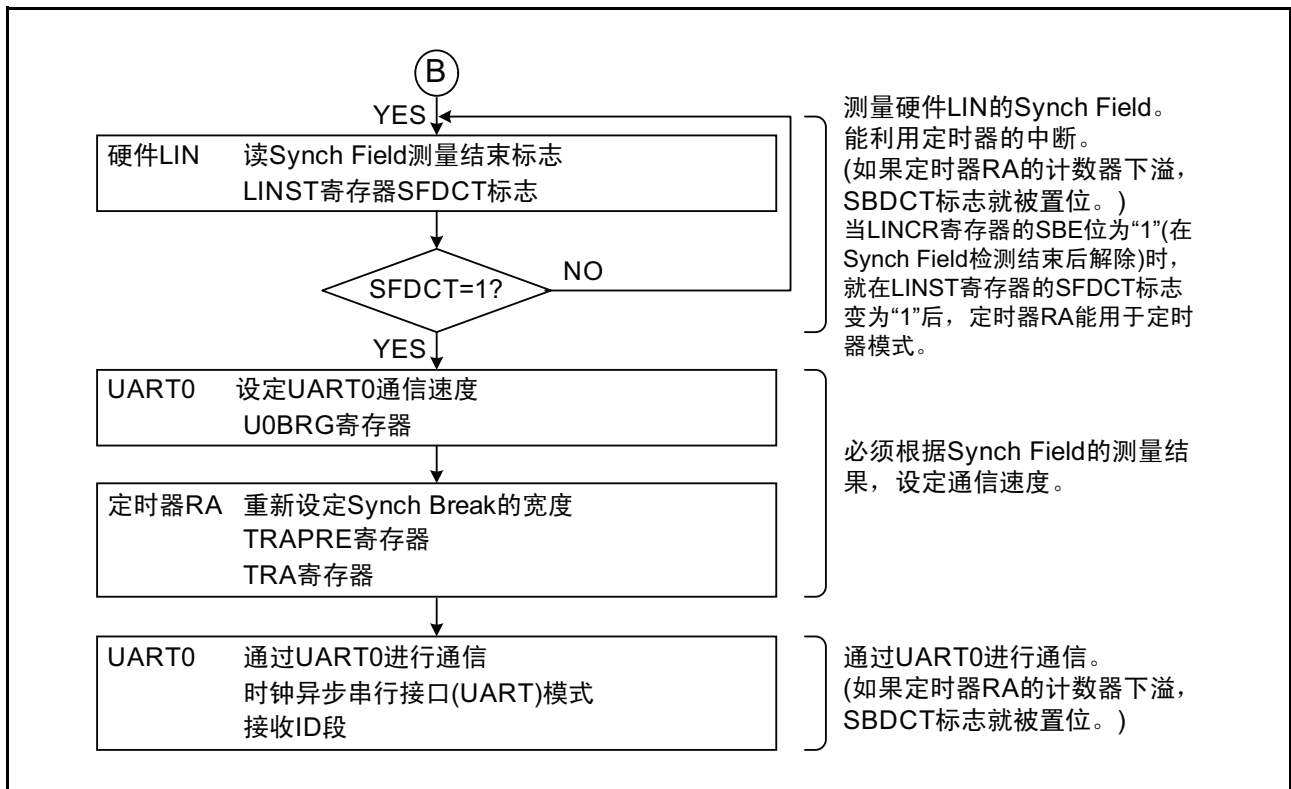 B
YES
硬件LIN 读Synch Field测量结束标志
LINST寄存器SFDCT标志
SFDCT=1?
NO
YES
测量硬件LIN的Synch Field。
能利用定时器的中断。
(如果定时器RA的计数器下溢，
SBDCT标志就被置位。)
当LINCR寄存器的SBE位为“1”(在
Synch Field检测结束后解除)时，
就在LINST寄存器的SFDCT标志
变为“1”后，定时器RA能用于定时
器模式。
UART0 设定UART0通信速度
U0BRG寄存器
定时器RA 重新设定Synch Break的宽度
TRAPRE寄存器
TRA寄存器
必须根据Synch Field的测量结
果，设定通信速度。
UART0 通过UART0进行通信
时钟异步串行接口(UART)模式
接收ID段
通过UART0进行通信。
(如果定时器RA的计数器下溢，
SBDCT标志就被置位。)